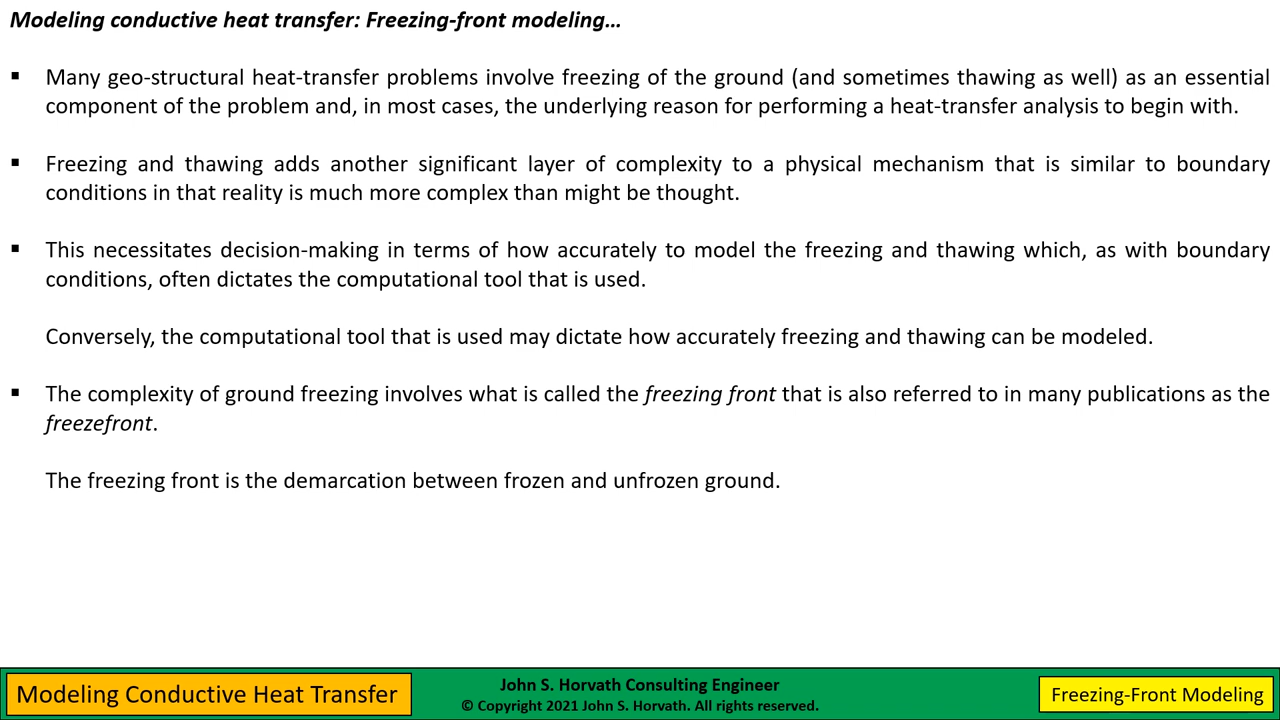 Modeling conductive heat transfer: Freezing-front modeling…
▪ Many geo-structural heat-transfer problems involve freezing of the ground (and sometimes thawing as well) as an essential
component of the problem and, in most cases, the underlying reason for performing a heat-transfer analysis to begin with.
▪ Freezing and thawing adds another significant layer of complexity to a physical mechanism that is similar to boundary
conditions in that reality is much more complex than might be thought.
▪ This necessitates decision-making in terms of how accurately to model the freezing and thawing which, as with boundary
conditions, often dictates the computational tool that is used.
Conversely, the computational tool that is used may dictate how accurately freezing and thawing can be modeled.
▪ The complexity of ground freezing involves what is called the freezing front that is also referred to in many publications as the
freezefront.
The freezing front is the demarcation between frozen and unfrozen ground.
Modeling Conductive Heat Transfer
John S. Horvath Consulting Engineer
© Copyright 2021 John S. Horvath. All rights reserved.
Freezing-Front Modeling